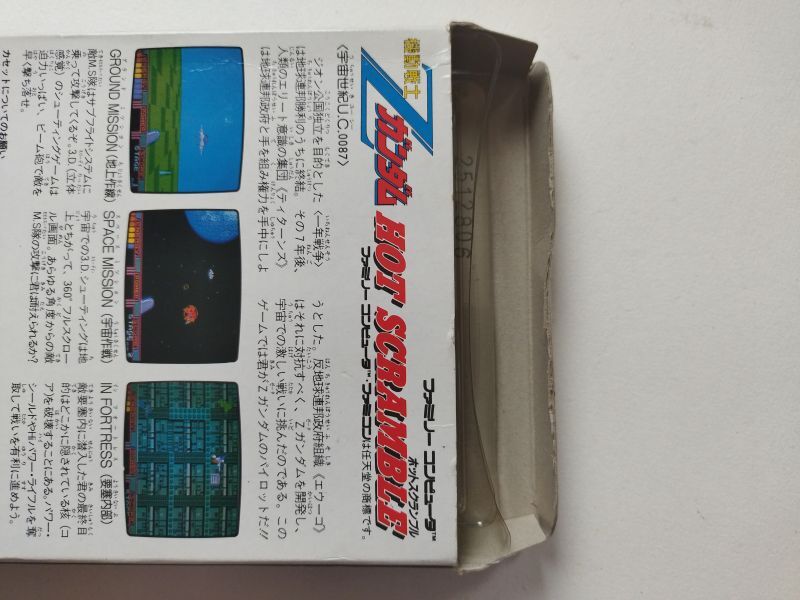 ファミリー コンピュータ™
機動戦士
Zガンダム HOT SCRAMBLE
ホットスクランブル
ファミリー コンピュータ™・ファミコンは任天堂の商標です。
〈宇宙世紀U.C.0087〉
ジオン公国独立を目的とした〈一年戦争〉
は地球連邦勝利のうちに終結。その7年後、
人類のエリート意識の集団《ティターンズ》
は地球連邦政府と手を組み権力を手中にしよ
うとした。反地球連邦政府組織《エウーゴ》
はそれに対抗すべく、Zガンダムを開発し、
宇宙での激しい戦いに挑んだのである。この
ゲームでは君がZガンダムのパイロットだ!!
GROUND MISSION (地上作戦)
敵M.S隊はサブフライトシステムに
乗って攻撃してくるぞ。3D.(立体
感覚)のシューティングゲームは
迫力いっぱい、ビーム砲で敵を
早く撃ち落せ。
SPACE MISSION (宇宙作戦)
宇宙での3D.シューティングは地
上とちがって、360°フルスクロー
ル画面。あらゆる角度からの敵
M.S隊の攻撃に君は耐えられるか?
IN FORTRESS (要塞内部)
敵要塞内に潜入した君の最終目
的はどこかに隠されている核(コ
ア)を破壊することにある。パワー・
シールドやHiパワー・ライフルを奪
取して戦いを有利に進めよう。
カセットについてのお願い
2512806